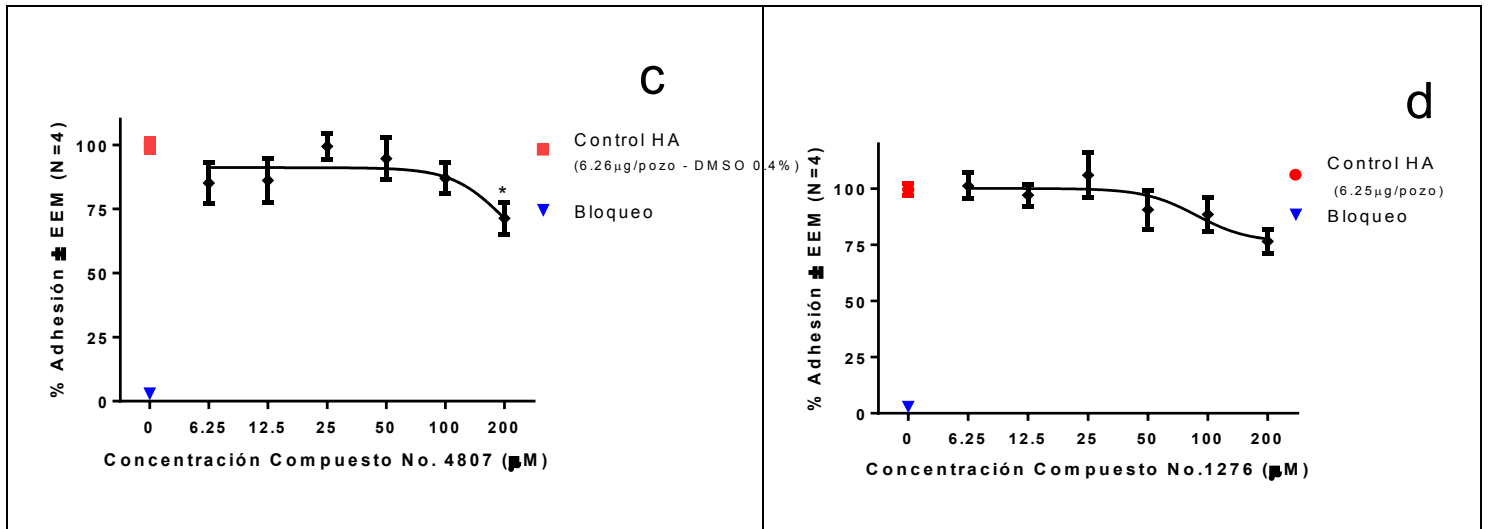 c
% Adhesión ± EEM (N=4)
100
75
50
25
0
*
Control HA
(6.26µg/pozo - DMSO 0.4%)
Bloqueo
0 6.25 12.5 25 50 100 200
Concentración Compuesto No. 4807 (µM)
d
% Adhesión ± EEM (N=4)
100
75
50
25
0
Control HA
(6.25µg/pozo)
Bloqueo
0 6.25 12.5 25 50 100 200
Concentración Compuesto No.1276 (µM)